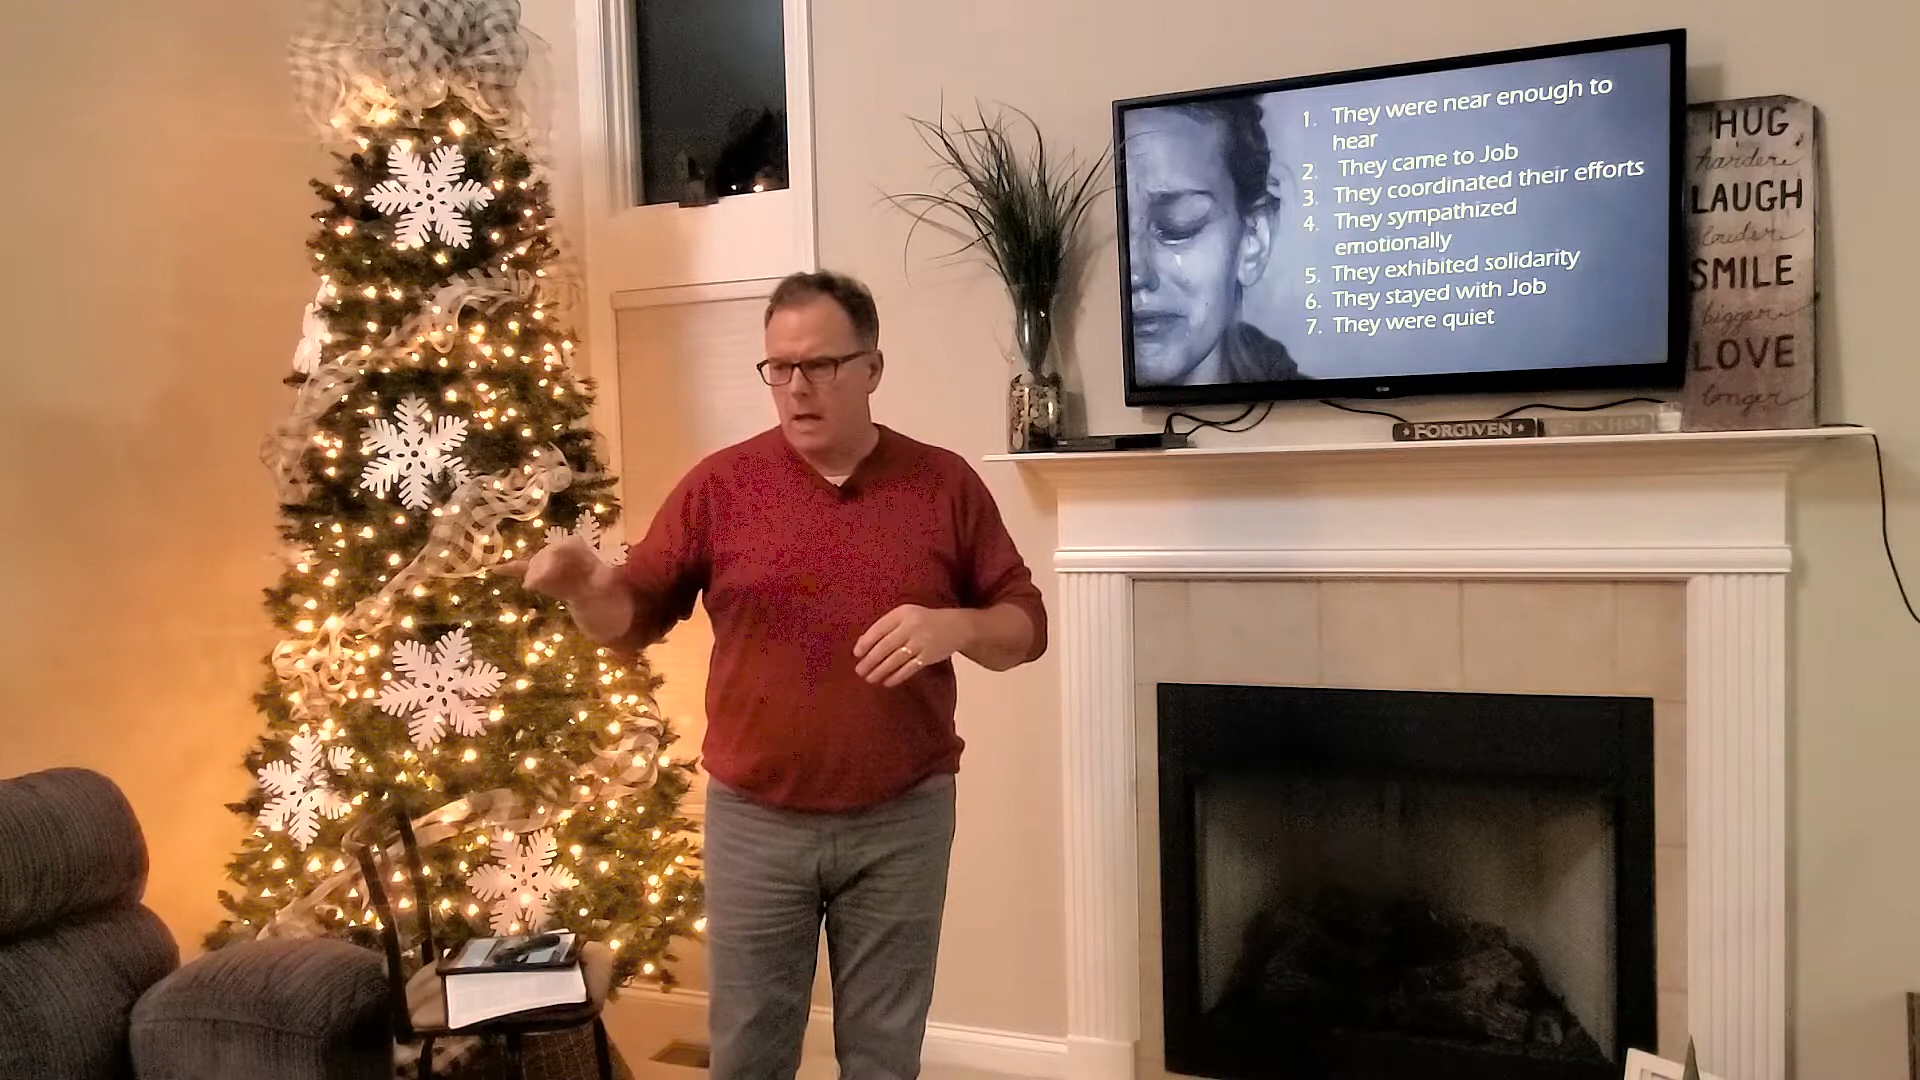 1. They were near enough to
hear
2. They came to Job
3. They coordinated their efforts
4. They sympathized
emotionally
5. They exhibited solidarity
6. They stayed with Job
7. They were quiet
HUG
harder
LAUGH
louder
SMILE
bigger
LOVE
longer
FORGIVEN
IN HIM